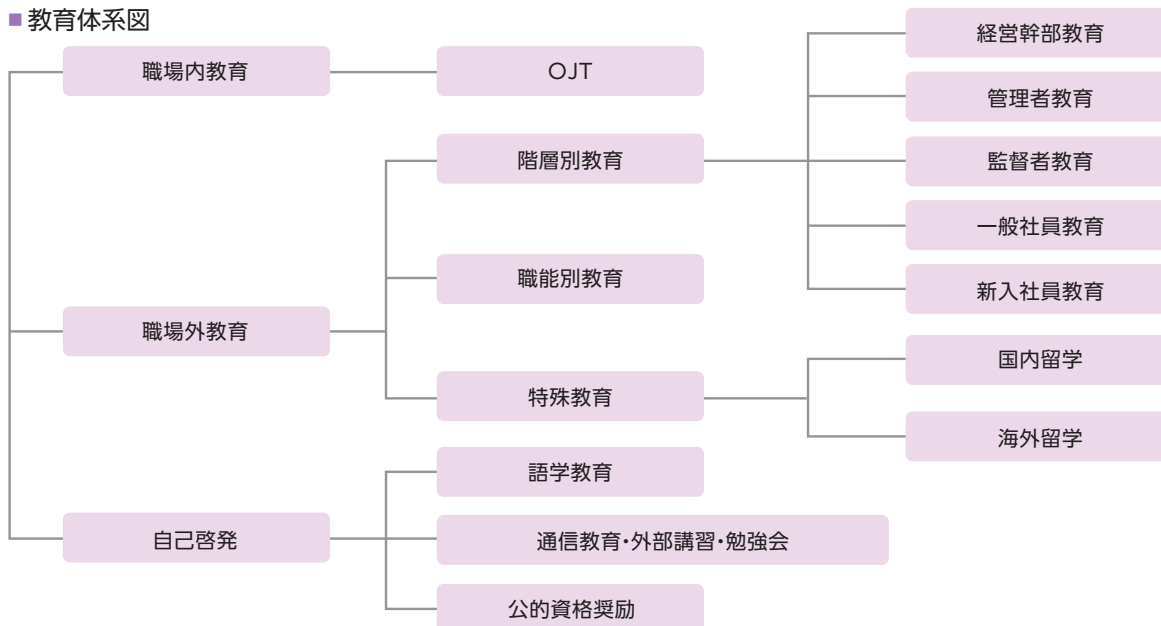 ■ 教育体系図
職場内教育
OJT
職場外教育
階層別教育
経営幹部教育
管理者教育
監督者教育
一般社員教育
新入社員教育
職能別教育
特殊教育
国内留学
海外留学
自己啓発
語学教育
通信教育・外部講習・勉強会
公的資格奨励